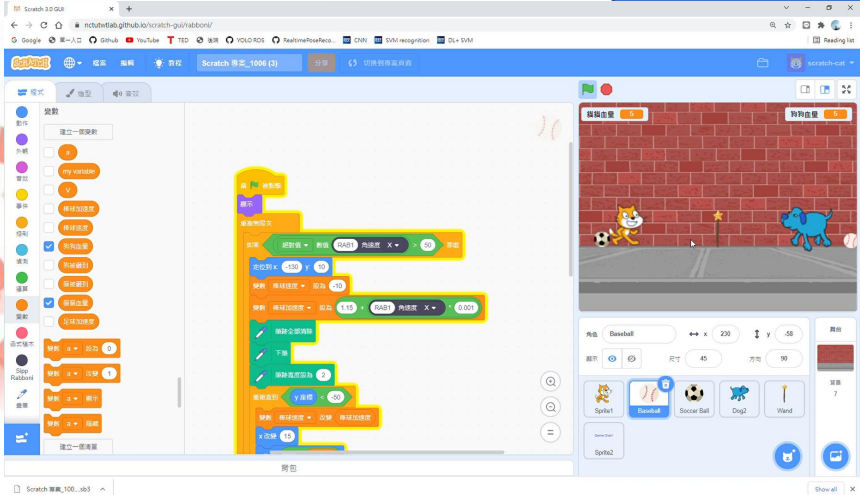 Scratch 3.0 GUI
nctutwtlab.github.io/scratch-gui/rabboni/
Google
Github
YouTube
TED
YOLO ROS
RealtimePoseReco...
CNN
SVM recognition
DL+ SVM
Reading list
SCRATCH
檔案
編輯
教程
Scratch 專案_1006 (3)
分享
切換到專案頁面
scratch-cat
程式
造型
音效
動作
外觀
音效
事件
控制
偵測
運算
變數
函式積木
Sipp
Rabboni
畫筆
變數
建立一個變數
a
my variable
V
棒球加速度
棒球速度
狗狗血量
狗被砸到
貓被砸到
貓貓血量
足球加速度
變數 a 設為 0
變數 a 改變 1
變數 a 顯示
變數 a 隱藏
建立一個清單
當 被點擊
顯示
重複無限次
如果 絕對值 數值 RAB1 角速度 X > 50 那麼
定位到 x -130 y 10
變數 棒球速度 設為 -10
變數 棒球加速度 設為 1.15 + RAB1 角速度 X * 0.001
筆跡全部清除
下筆
筆跡寬度設為 2
重複直到 y 座標 < -50
變數 棒球速度 改變 棒球加速度
x 改變 15
背包
貓貓血量 5
狗狗血量 5
角色 Baseball x 230 y -58
顯示 尺寸 45 方向 90
Sprite1
Baseball
Soccer Ball
Dog2
Wand
Sprite2
舞台
背景
7
Scratch 專案_100...sb3
Show all